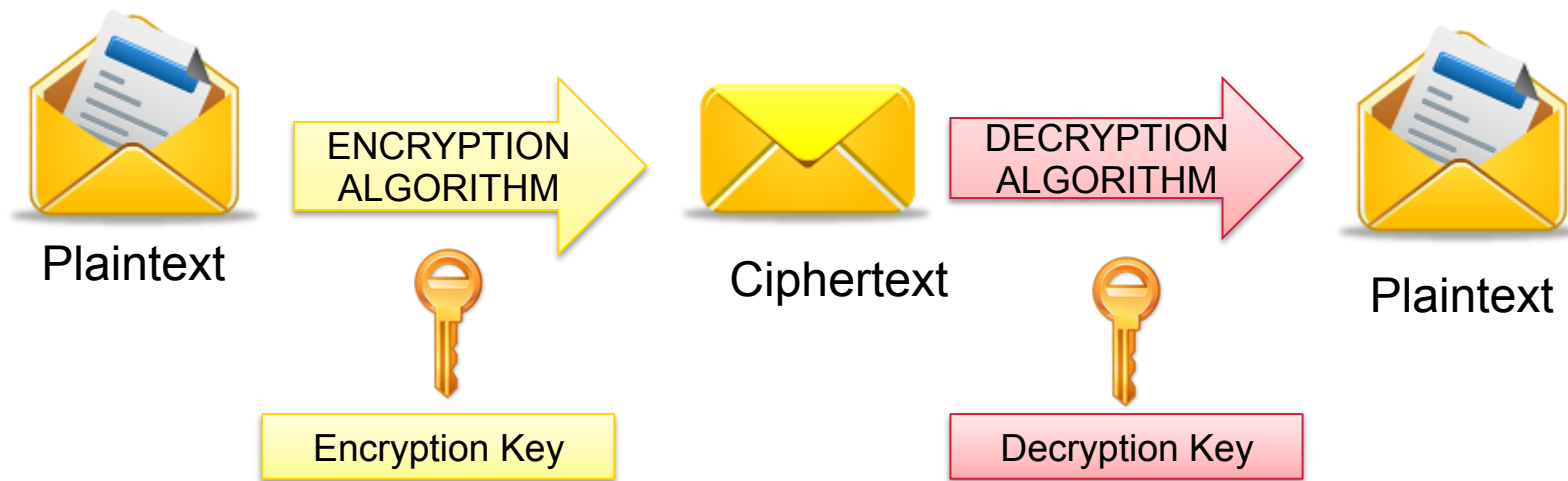 Plaintext
ENCRYPTION
ALGORITHM
Encryption Key
Ciphertext
DECRYPTION
ALGORITHM
Decryption Key
Plaintext